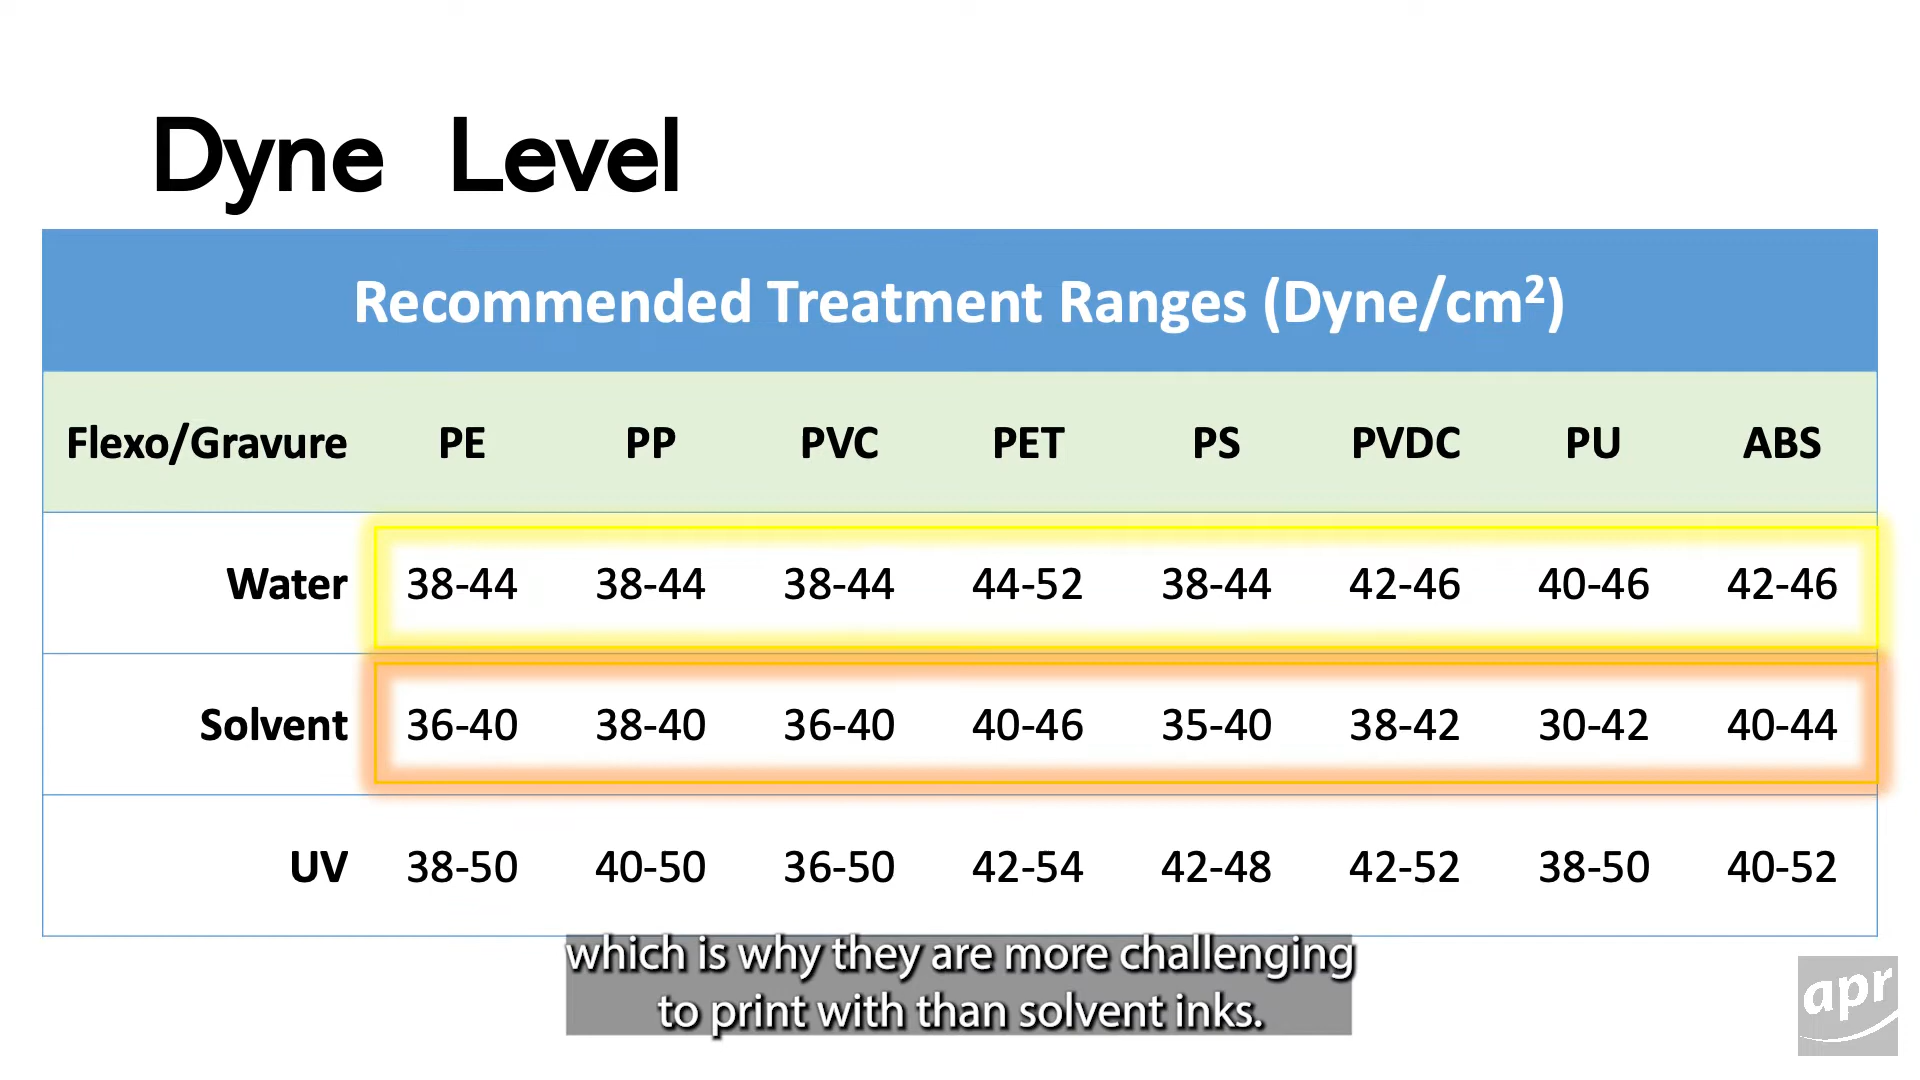 Dyne Level
Recommended Treatment Ranges (Dyne/cm²)
Flexo/Gravure PE PP PVC PET PS PVDC PU ABS
Water 38-44 38-44 38-44 44-52 38-44 42-46 40-46 42-46
Solvent 36-40 38-40 36-40 40-46 35-40 38-42 30-42 40-44
UV 38-50 40-50 36-50 42-54 42-48 42-52 38-50 40-52
which is why they are more challenging
to print with than solvent inks.
apr